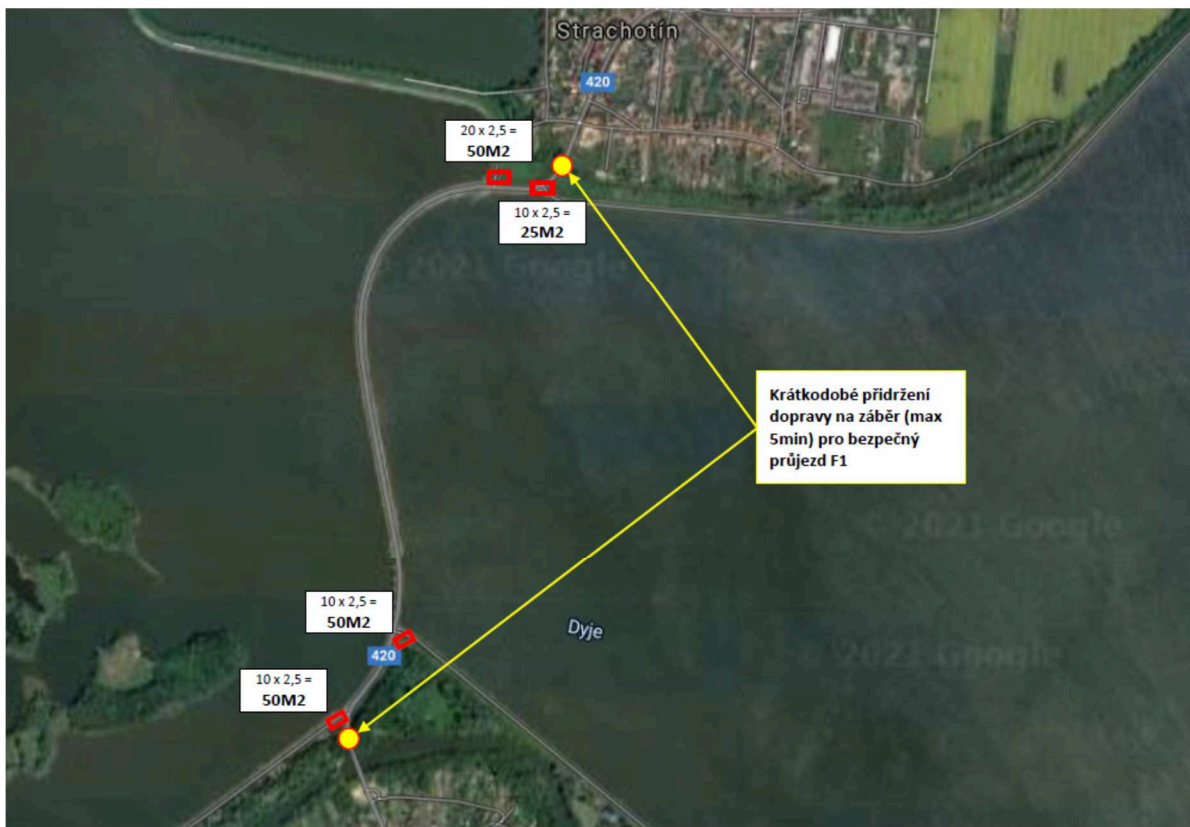 Strachotín
420
20 x 2,5 =
50M2
10 x 2,5 =
25M2
© 2021 Google
Krátkodobé přidržení
dopravy na záběr (max
5min) pro bezpečný
průjezd F1
© 2021 Google
10 x 2,5 =
50M2
Dyje
420
2021 Google
10 x 2,5 =
50M2